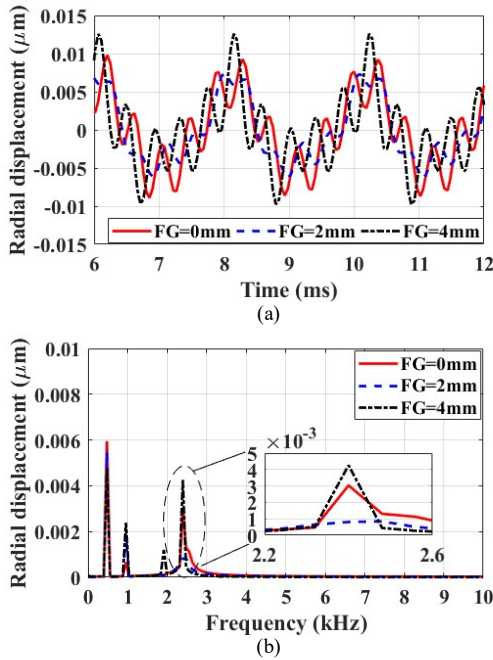 Radial displacement (μm)
0.015
0.01
0.005
0
-0.005
-0.01
-0.015
FG=0mm FG=2mm FG=4mm
6 7 8 9 10 11 12
Time (ms)
(a)
Radial displacement (μm)
0.01
0.008
0.006
0.004
0.002
0
FG=0mm
FG=2mm
FG=4mm
×10⁻³
5
4
3
2
1
0
2.2 2.6
0 1 2 3 4 5 6 7 8 9 10
Frequency (kHz)
(b)